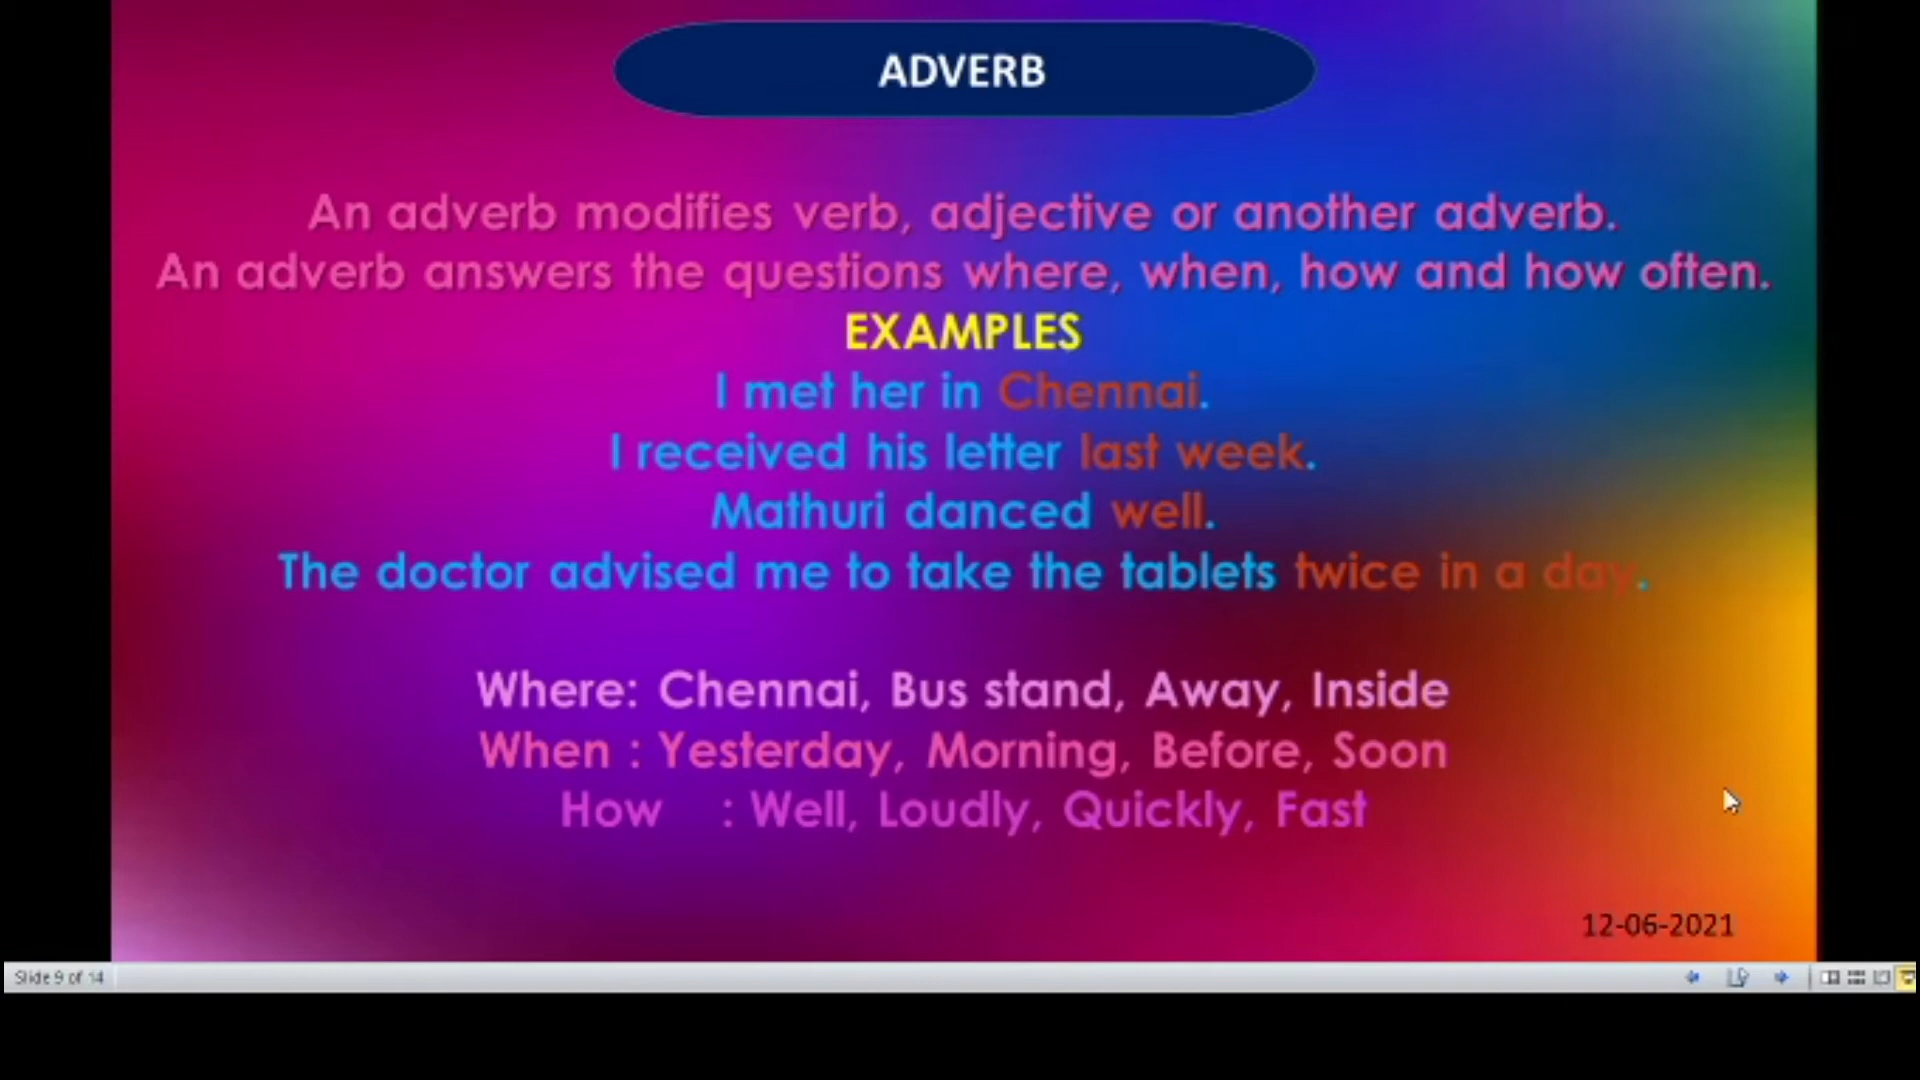 ADVERB
An adverb modifies verb, adjective or another adverb.
An adverb answers the questions where, when, how and how often.
EXAMPLES
I met her in Chennai.
I received his letter last week.
Mathuri danced well.
The doctor advised me to take the tablets twice in a day.
Where: Chennai, Bus stand, Away, Inside
When : Yesterday, Morning, Before, Soon
How : Well, Loudly, Quickly, Fast
12-06-2021
Slide 9 of 14